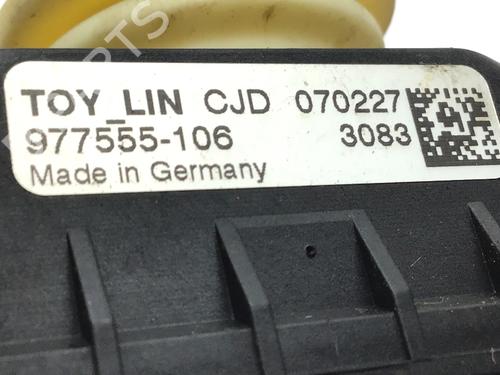 TOY_LIN CJD 070227
977555-106 3083
Made in Germany